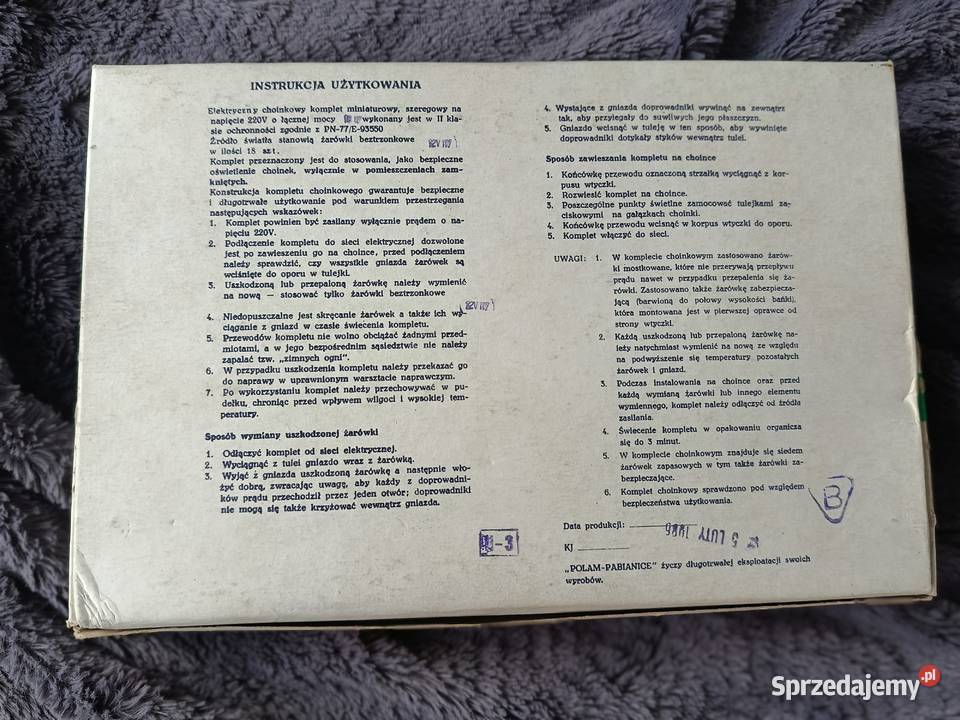 INSTRUKCJA UŻYTKOWANIA
Elektryczny choinkowy komplet miniaturowy, szeregowy na
napięcie 220V o łącznej mocy wykonany jest w II kla-
sie ochronności zgodnie z PN-77/E-93550
Źródło światła stanowią żarówki beztrzonkowe
w ilości 18 szt.
Komplet przeznaczony jest do stosowania, jako bezpieczne
oświetlenie choinek, wyłącznie w pomieszczeniach zam-
kniętych.
Konstrukcja kompletu choinkowego gwarantuje bezpieczne
i długotrwałe użytkowanie pod warunkiem przestrzegania
następujących wskazówek:
1. Komplet powinien być zasilany wyłącznie prądem o na-
pięciu 220V.
2. Podłączenie kompletu do sieci elektrycznej dozwolone
jest po zawieszeniu go na choince, przed podłączeniem
należy sprawdzić, czy wszystkie gniazda żarówek są
wciśnięte do oporu w tulejki.
3. Uszkodzoną lub przepaloną żarówkę należy wymienić
na nową — stosować tylko żarówki beztrzonkowe
4. Niedopuszczalne jest skręcanie żarówek a także ich wy-
ciąganie z gniazd w czasie świecenia kompletu.
5. Przewodów kompletu nie wolno obciążać żadnymi przed-
miotami, a w jego bezpośrednim sąsiedztwie nie należy
zapalać tzw. „zimnych ogni".
6. W przypadku uszkodzenia kompletu należy przekazać go
do naprawy w uprawnionym warsztacie naprawczym.
7. Po wykorzystaniu komplet należy przechowywać w pu-
dełku, chroniąc przed wpływem wilgoci i wysokiej tem-
peratury.
Sposób wymiany uszkodzonej żarówki
1. Odłączyć komplet od sieci elektrycznej.
2. Wyciągnąć z tulei gniazdo wraz z żarówką.
3. Wyjąć z gniazda uszkodzoną żarówkę a następnie wło-
żyć dobrą, zwracając uwagę, aby każdy z doprowadni-
ków prądu przechodził przez jeden otwór; doprowadniki
nie mogą się także krzyżować wewnątrz gniazda.
-3
4. Wystające z gniazda doprowadniki wywinąć na zewnątrz
tak, aby przylegały do suwliwych jego płaszczyzn.
5. Gniazdo wcisnąć w tuleję w ten sposób, aby wywinięte
doprowadniki dotykały styków wewnątrz tulei.
Sposób zawieszania kompletu na choince
1. Końcówkę przewodu oznaczoną strzałką wyciągnąć z kor-
pusu wtyczki.
2. Rozwiesić komplet na choince.
3. Poszczególne punkty świetlne zamocować tulejkami za-
ciskowymi na gałązkach choinki.
4. Końcówkę przewodu wcisnąć w korpus wtyczki do oporu.
5. Komplet włączyć do sieci.
UWAGI: 1. W komplecie choinkowym zastosowano żarów-
ki mostkowane, które nie przerywają przepływu
prądu nawet w przypadku przepalenia się ża-
rówki. Zastosowano także żarówkę zabezpiecza-
jącą (barwioną do połowy wysokości bańki),
która montowana jest w pierwszej oprawce od
strony wtyczki.
2. Każdą uszkodzoną lub przepaloną żarówkę na-
leży natychmiast wymienić na nową ze względu
na podwyższenie się temperatury pozostałych
żarówek i gniazd.
3. Podczas instalowania na choince oraz przed
każdą wymianą żarówki lub innego elementu
wymiennego, komplet należy odłączyć od źródła
zasilania.
4. Świecenie kompletu w opakowaniu ogranicza
się do 3 minut.
5. W komplecie choinkowym znajduje się siedem
żarówek zapasowych w tym także żarówki za-
bezpieczające.
6. Komplet choinkowy sprawdzono pod względem
bezpieczeństwa użytkowania.
B
Data produkcji: 5 LUTY 1986
KJ
„POLAM-PABIANICE" życzy długotrwałej eksploatacji swoich
wyrobów.
Sprzedajemy.pl